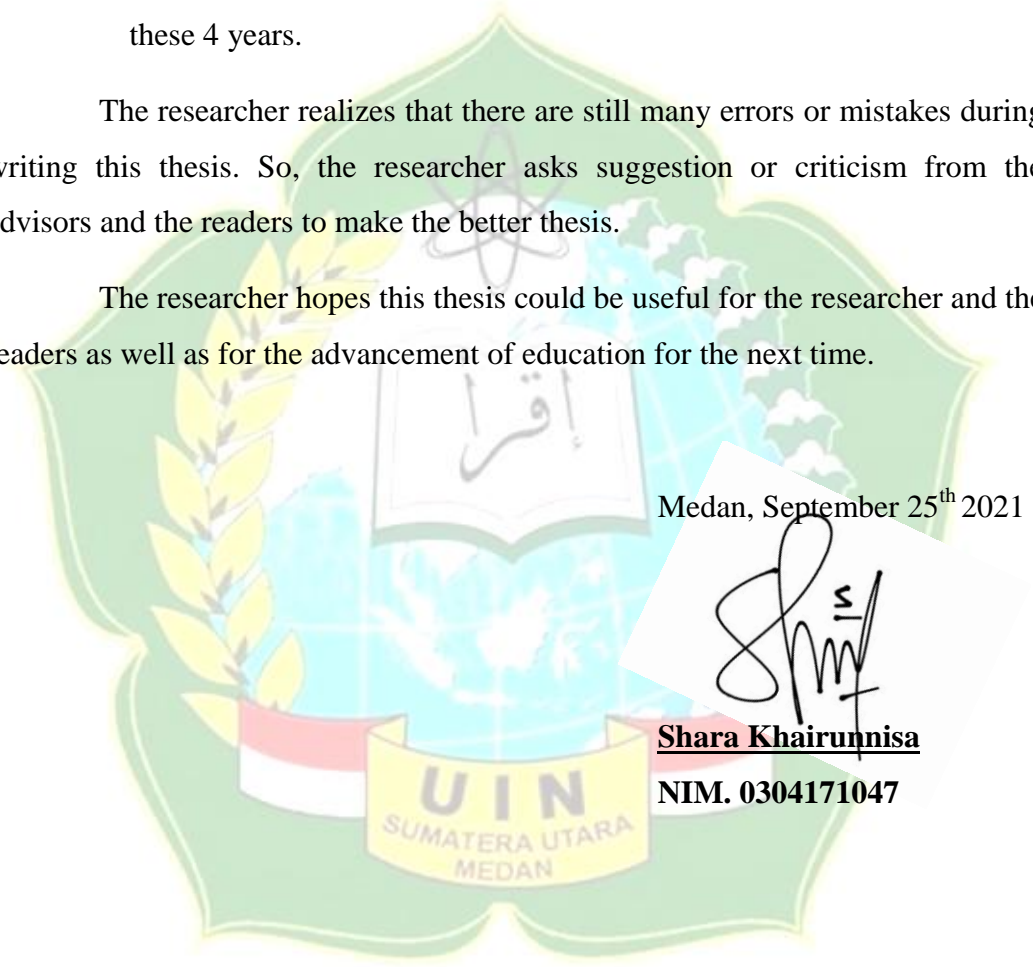 these 4 years.
The researcher realizes that there are still many errors or mistakes during
writing this thesis. So, the researcher asks suggestion or criticism from the
advisors and the readers to make the better thesis.
The researcher hopes this thesis could be useful for the researcher and the
readers as well as for the advancement of education for the next time.
إقرأ
Medan, September 25th 2021
Shara Khairunnisa
NIM. 0304171047
UIN
SUMATERA UTARA
MEDAN